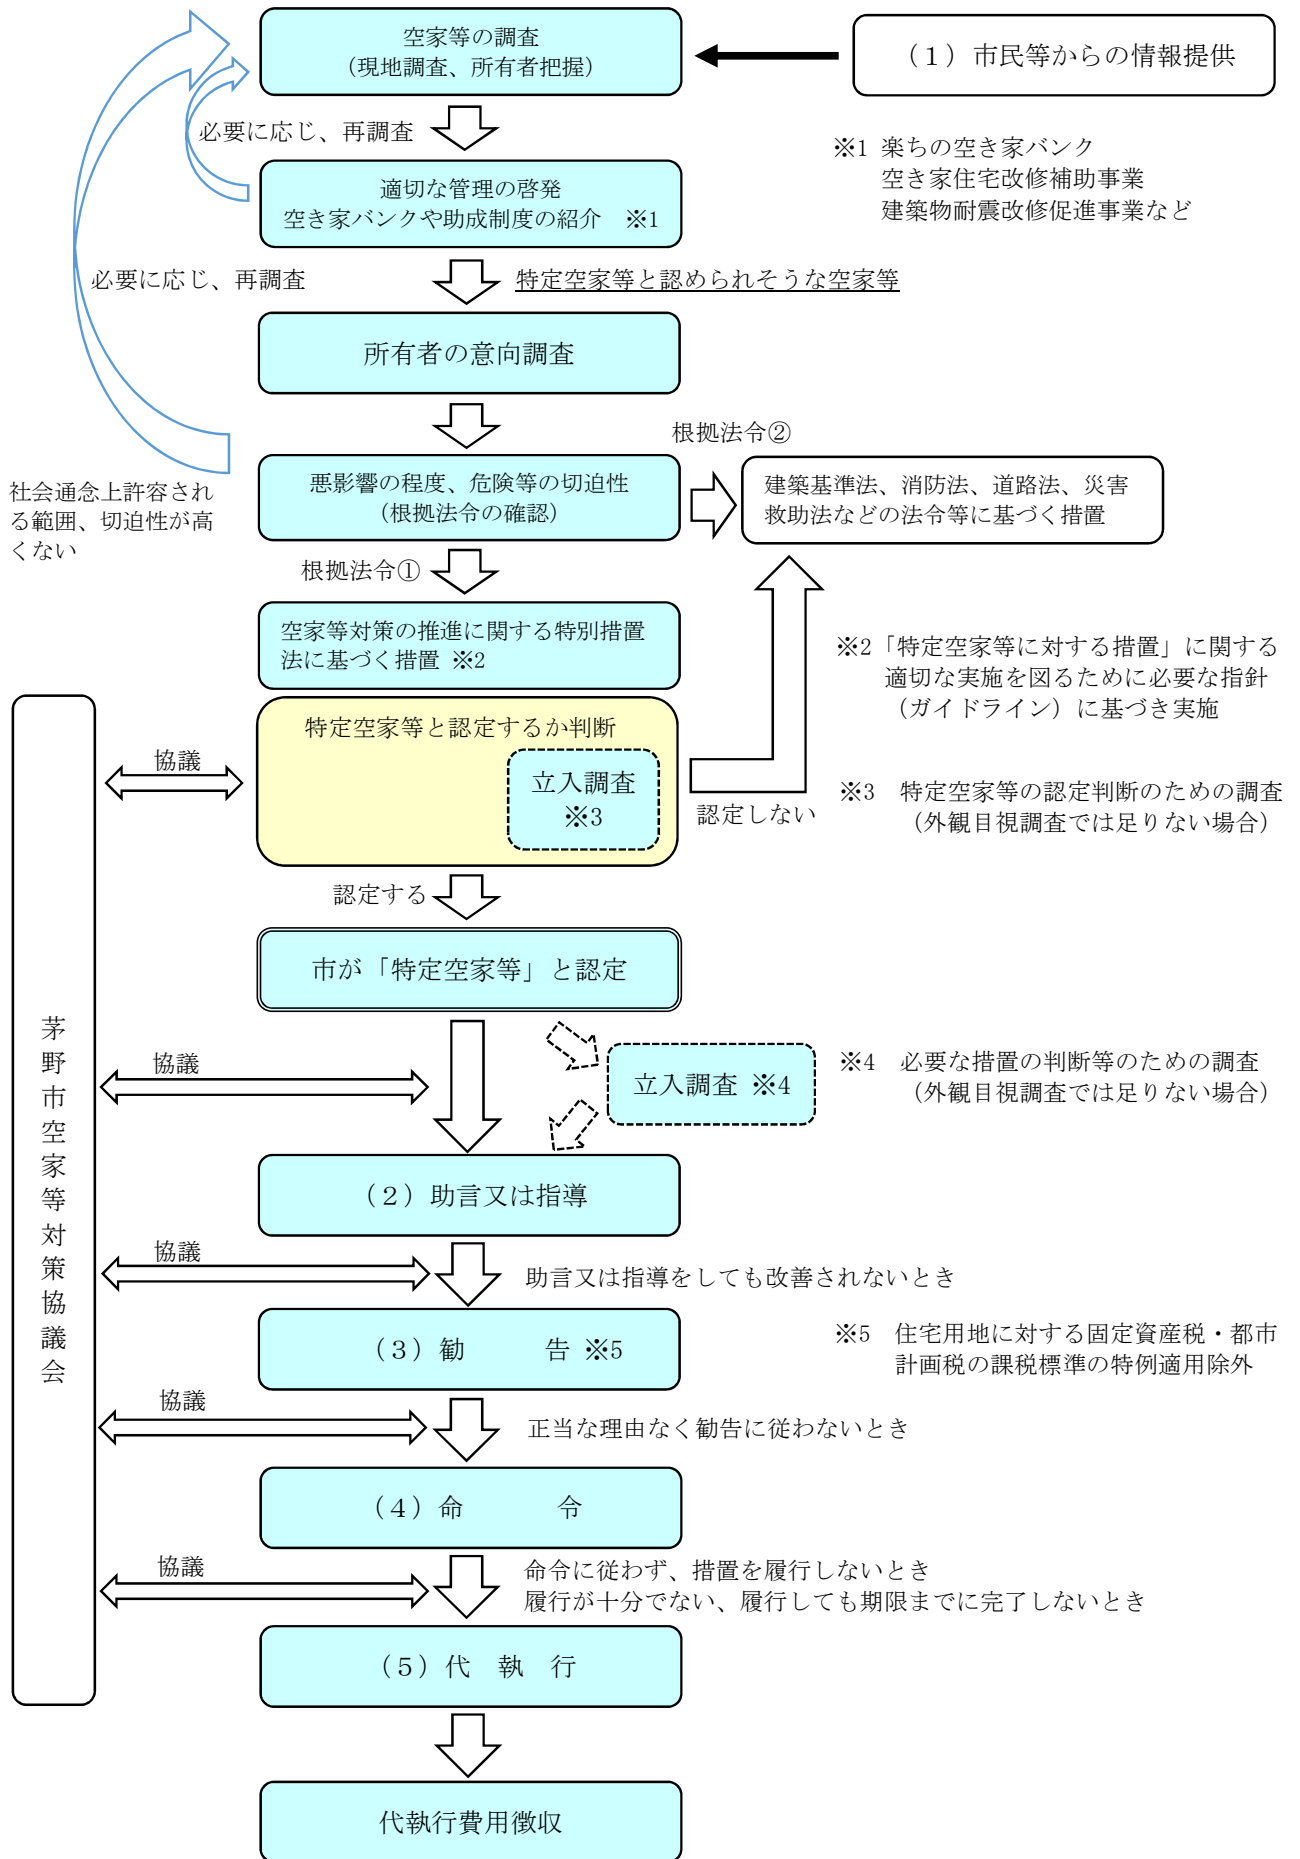 空家等の調査
（現地調査、所有者把握）
（１）市民等からの情報提供
必要に応じ、再調査
※1 楽ちの空き家バンク
空き家住宅改修補助事業
建築物耐震改修促進事業など
適切な管理の啓発
空き家バンクや助成制度の紹介　※1
必要に応じ、再調査
特定空家等と認められそうな空家等
所有者の意向調査
根拠法令②
悪影響の程度、危険等の切迫性
（根拠法令の確認）
建築基準法、消防法、道路法、災害
救助法などの法令等に基づく措置
社会通念上許容され
る範囲、切迫性が高
くない
根拠法令①
空家等対策の推進に関する特別措置
法に基づく措置 ※2
※2「特定空家等に対する措置」に関する
適切な実施を図るために必要な指針
（ガイドライン）に基づき実施
特定空家等と認定するか判断
協議
立入調査
※3
認定しない
※3　特定空家等の認定判断のための調査
（外観目視調査では足りない場合）
認定する
市が「特定空家等」と認定
茅野市空家等対策協議会
協議
立入調査 ※4
※4　必要な措置の判断等のための調査
（外観目視調査では足りない場合）
（２）助言又は指導
協議
助言又は指導をしても改善されないとき
（３）勧　　　告 ※5
※5　住宅用地に対する固定資産税・都市
計画税の課税標準の特例適用除外
協議
正当な理由なく勧告に従わないとき
（４）命　　　　令
協議
命令に従わず、措置を履行しないとき
履行が十分でない、履行しても期限までに完了しないとき
（５）代　執　行
代執行費用徴収